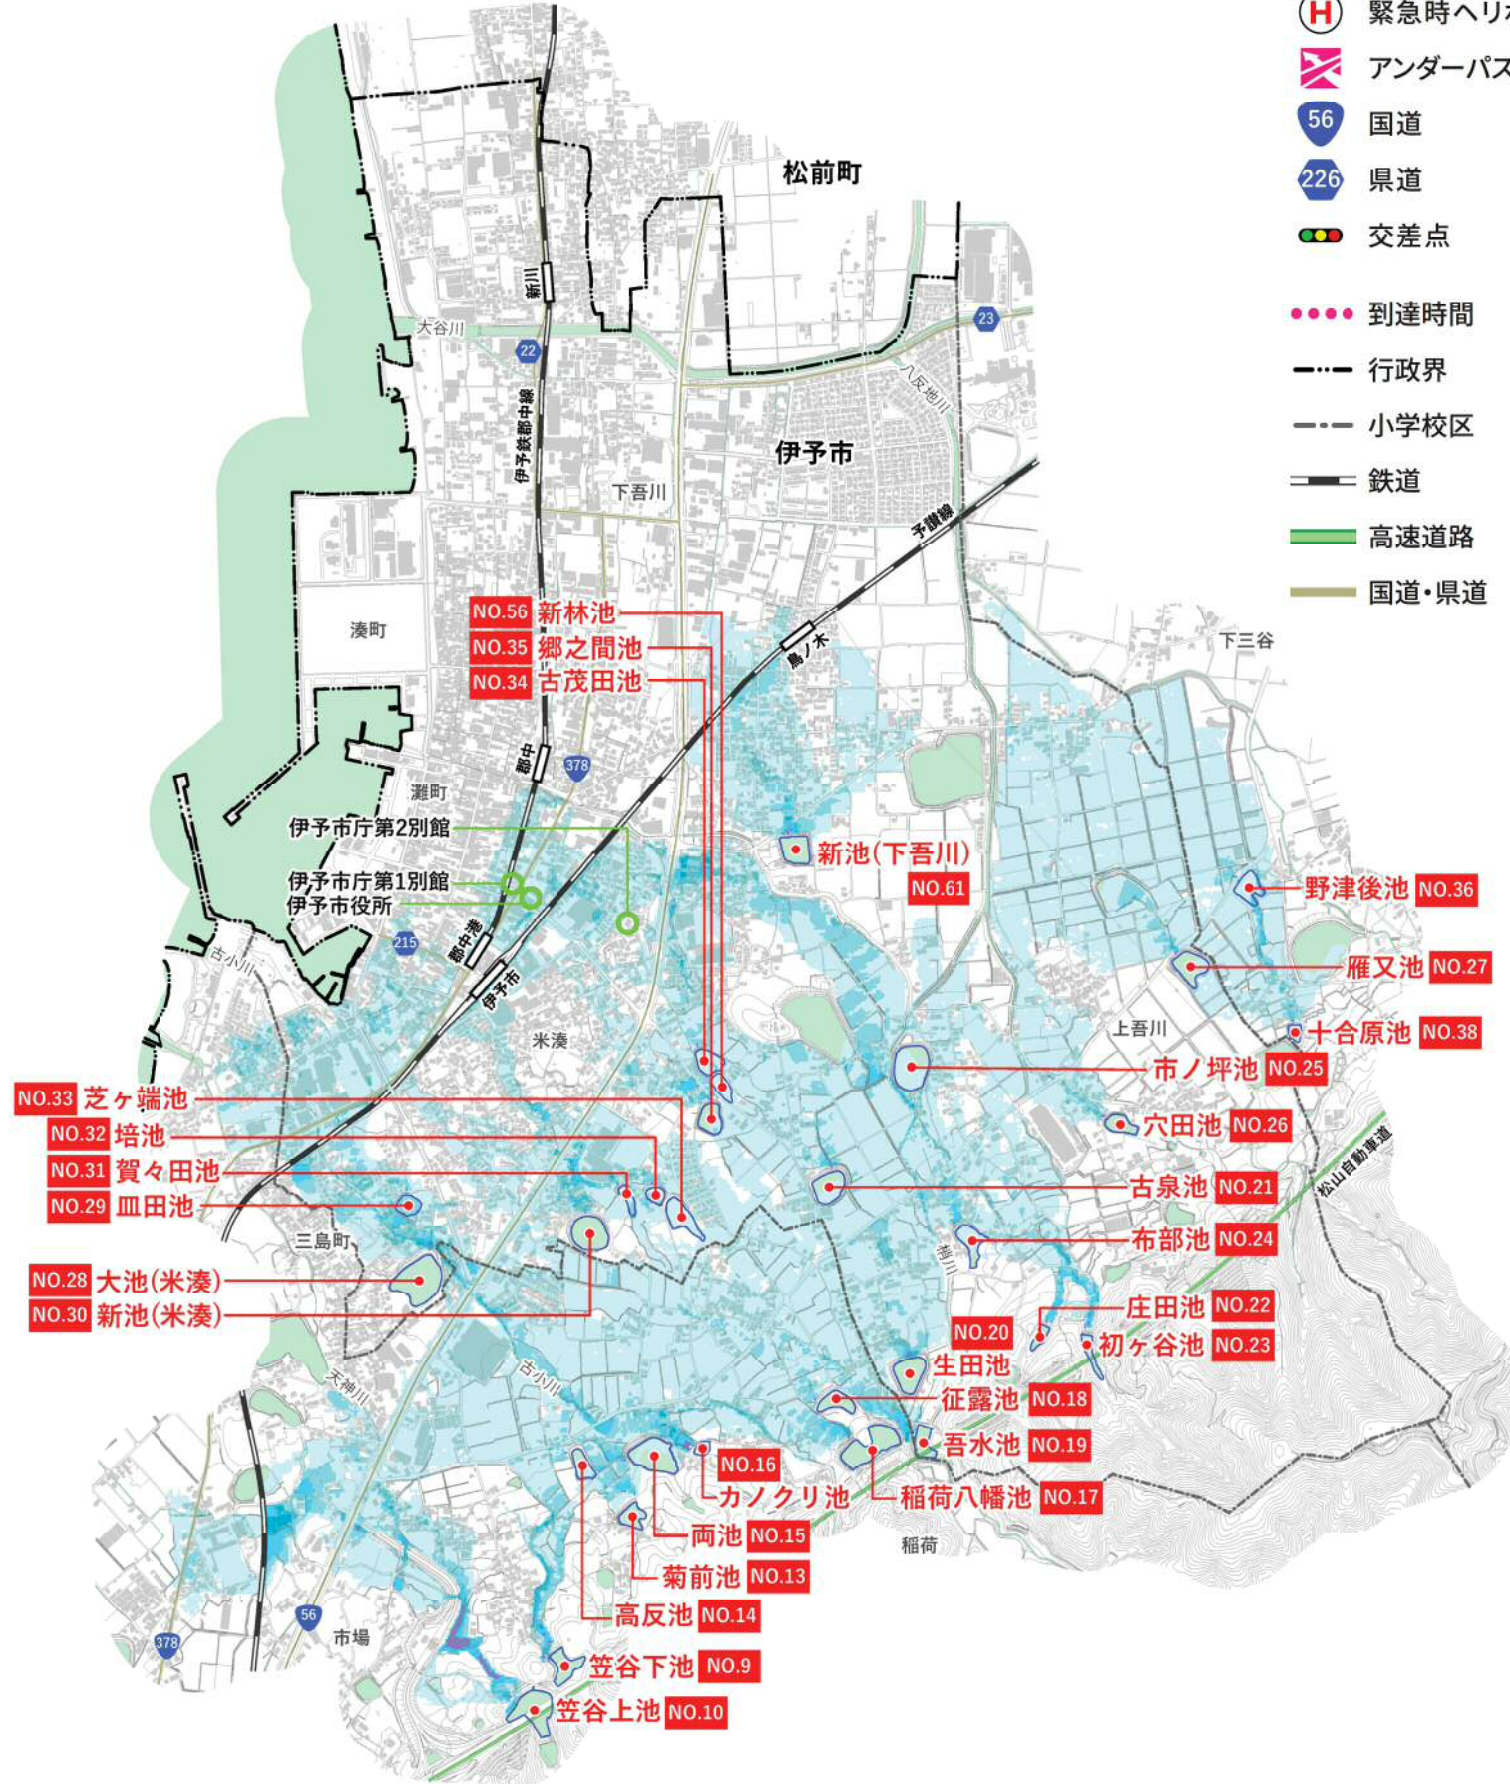 緊急時ヘリポ
アンダーパス
56 国道
226 県道
交差点
到達時間
行政界
小学校区
鉄道
高速道路
国道・県道
松前町
新川
大谷川
22
23
八反地川
伊予鉄郡中線
伊予市
下吾川
予讃線
NO.56 新林池
湊町
NO.35 郷之間池
鳥ノ木
下三谷
NO.34 古茂田池
郡中
378
灘町
伊予市庁第2別館
新池(下吾川)
NO.61
伊予市庁第1別館
伊予市役所
野津後池 NO.36
215
郡中港
古小川
伊予市
雁又池 NO.27
米湊
上吾川
十合原池 NO.38
市ノ坪池 NO.25
NO.33 芝ヶ端池
NO.32 培池
穴田池 NO.26
松山自動車道
NO.31 賀々田池
NO.29 皿田池
古泉池 NO.21
三島町
布部池 NO.24
梢川
NO.28 大池(米湊)
NO.30 新池(米湊)
庄田池 NO.22
NO.20
生田池
初ヶ谷池 NO.23
天神川
古小川
征露池 NO.18
吾水池 NO.19
NO.16
カノクリ池
稲荷八幡池 NO.17
両池 NO.15
稲荷
菊前池 NO.13
高反池 NO.14
56
市場
378
笠谷下池 NO.9
笠谷上池 NO.10